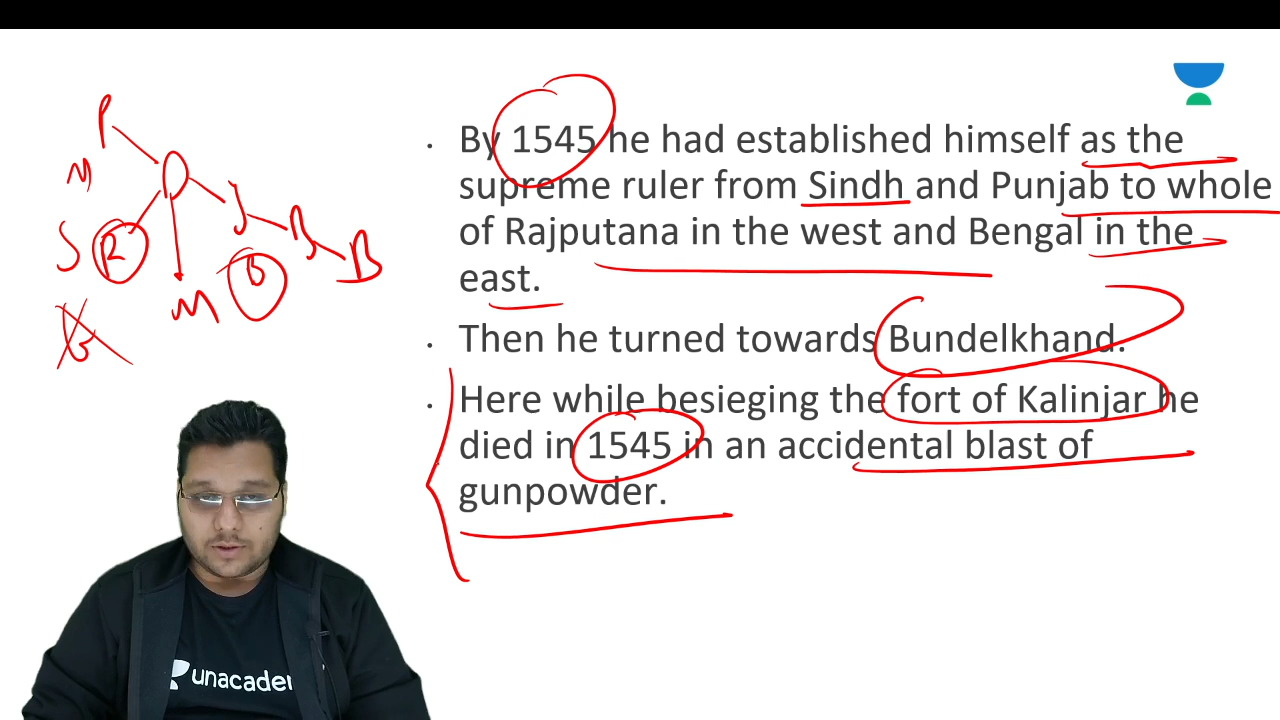 By 1545 he had established himself as the
supreme ruler from Sindh and Punjab to whole
of Rajputana in the west and Bengal in the
east.
Then he turned towards Bundelkhand.
Here while besieging the fort of Kalinjar he
died in 1545 in an accidental blast of
gunpowder.
P
M
D
J
S
R
B
B
M
unacade